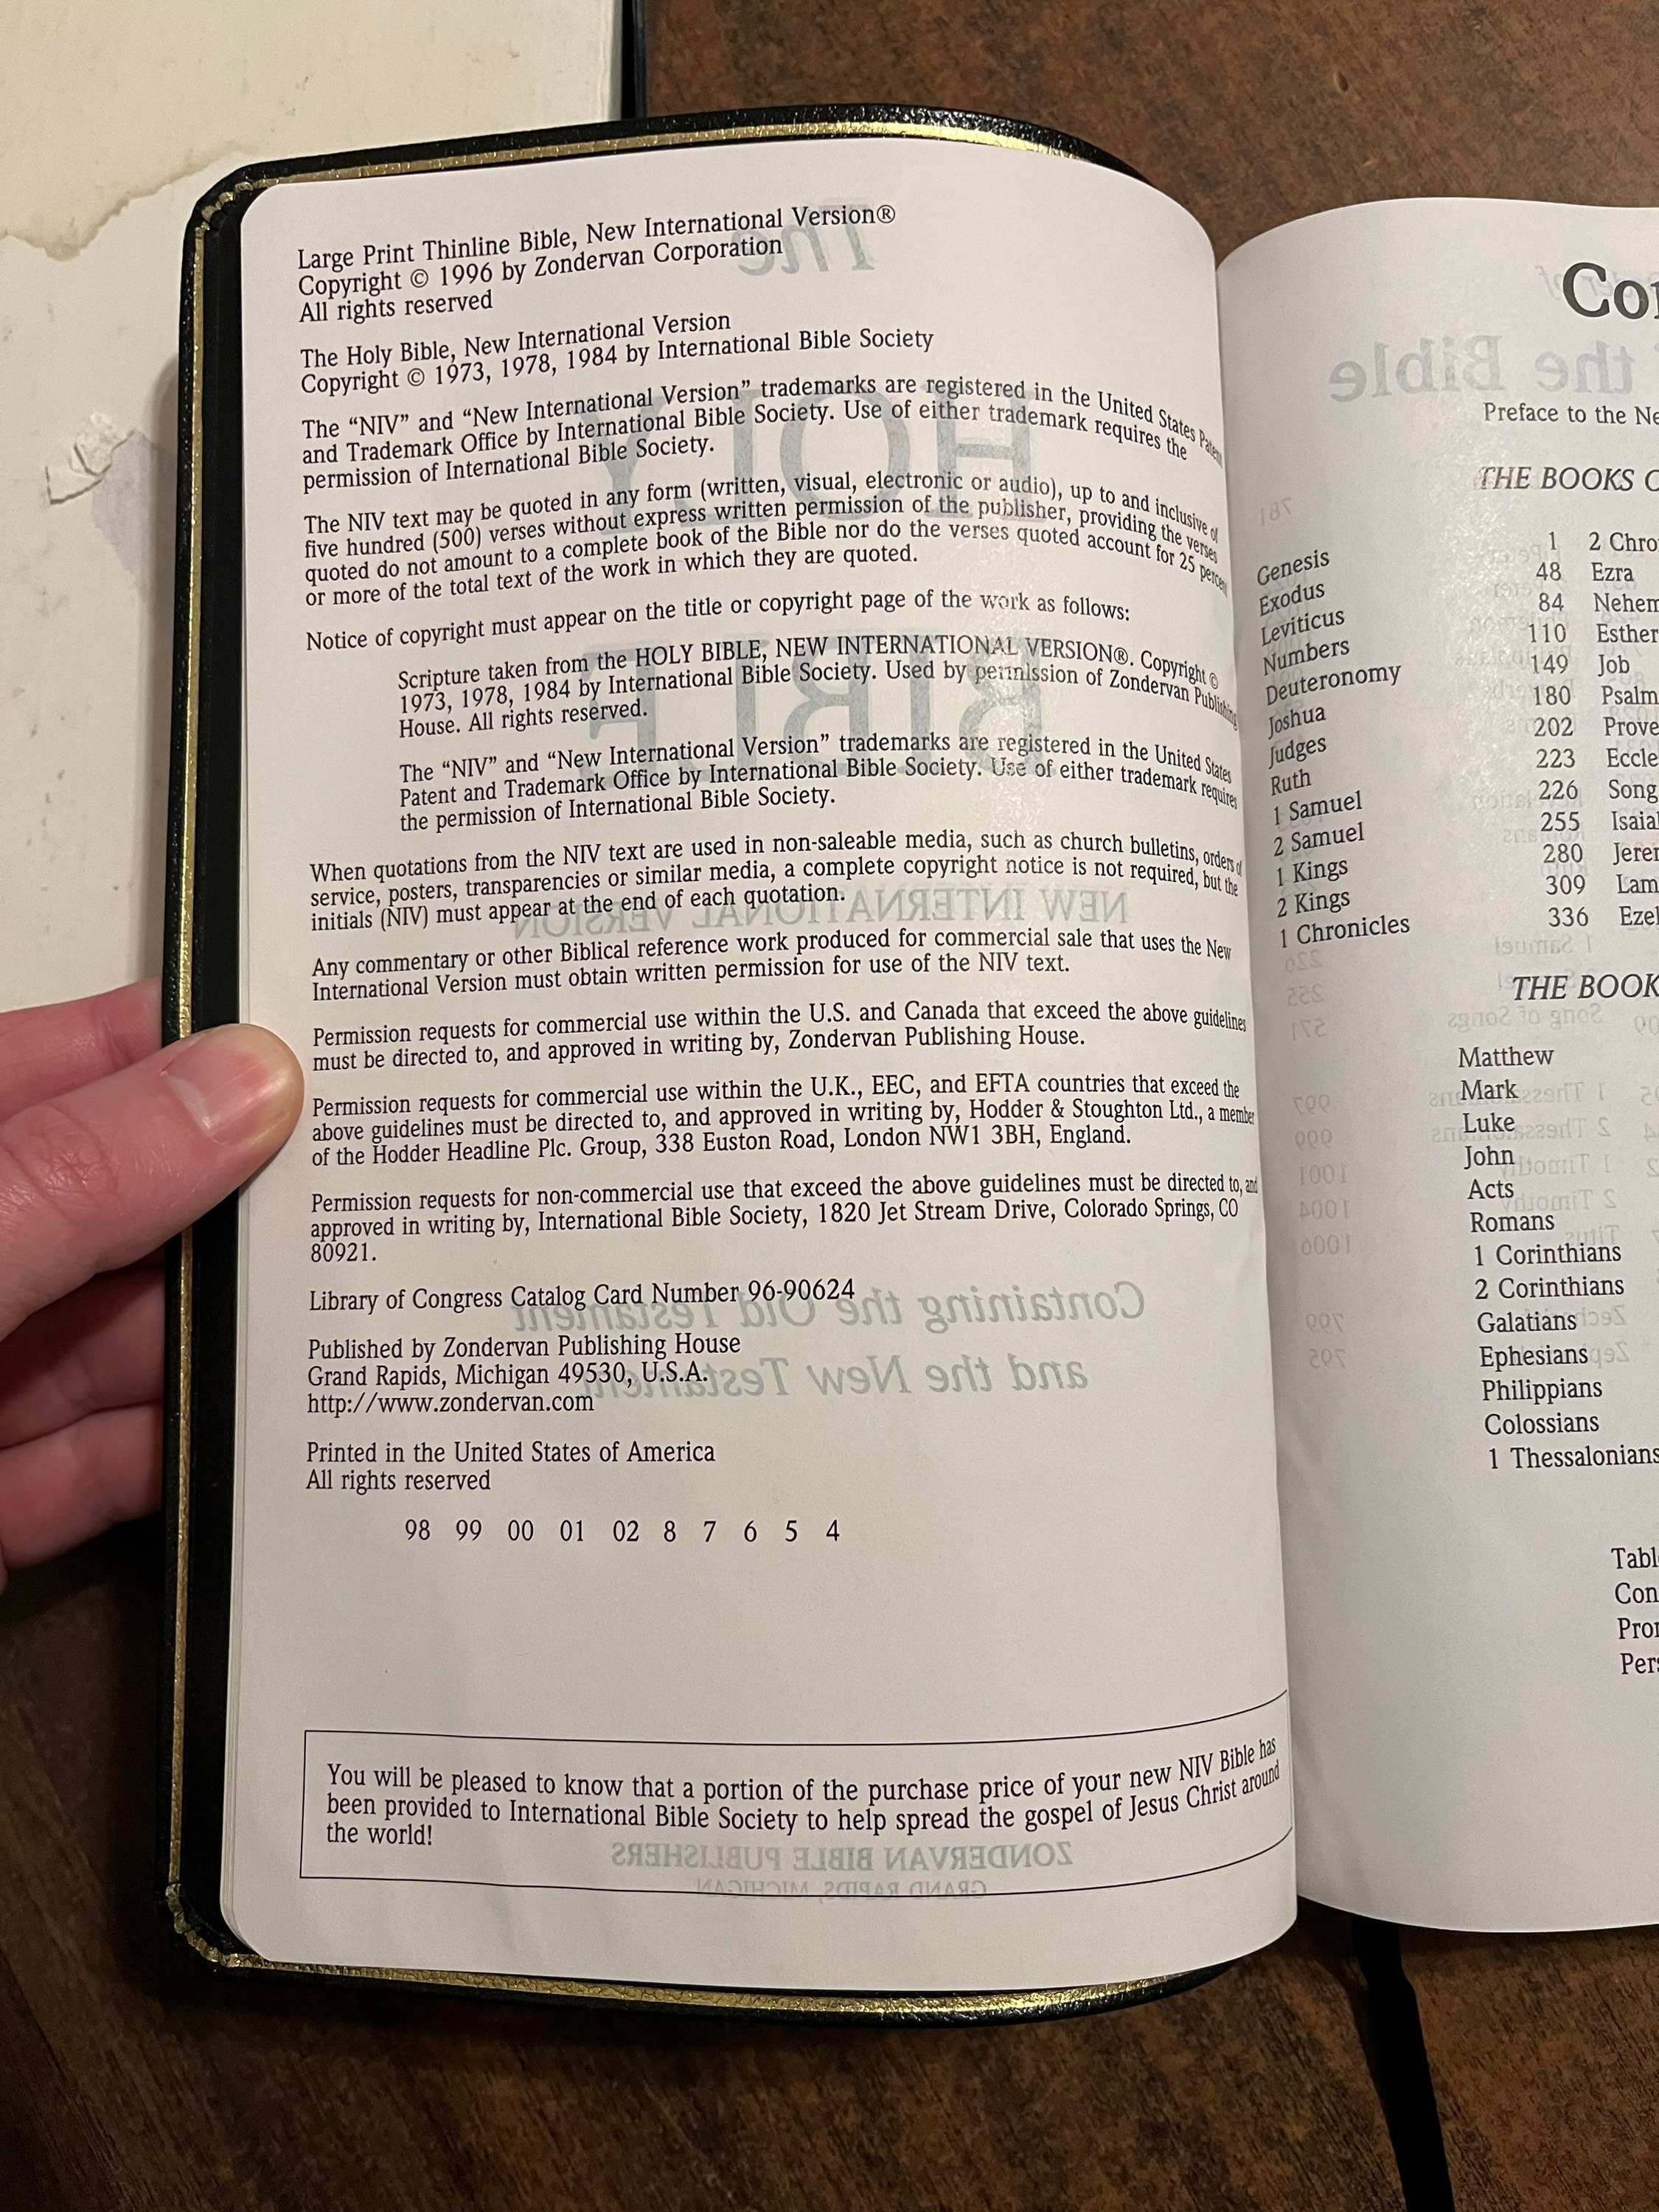 Large Print Thinline Bible, New International Version®
Copyright © 1996 by Zondervan Corporation
All rights reserved
The Holy Bible, New International Version
Copyright © 1973, 1978, 1984 by International Bible Society
The “NIV” and “New International Version” trademarks are registered in the United States Patent
and Trademark Office by International Bible Society. Use of either trademark requires the
permission of International Bible Society.
The NIV text may be quoted in any form (written, visual, electronic or audio), up to and inclusive of
five hundred (500) verses without express written permission of the publisher, providing the verses
quoted do not amount to a complete book of the Bible nor do the verses quoted account for 25 percent
or more of the total text of the work in which they are quoted.
Notice of copyright must appear on the title or copyright page of the work as follows:
Scripture taken from the HOLY BIBLE, NEW INTERNATIONAL VERSION®. Copyright ©
1973, 1978, 1984 by International Bible Society. Used by permission of Zondervan Publishing
House. All rights reserved.
The “NIV” and “New International Version” trademarks are registered in the United States
Patent and Trademark Office by International Bible Society. Use of either trademark requires
the permission of International Bible Society.
When quotations from the NIV text are used in non-saleable media, such as church bulletins, orders of
service, posters, transparencies or similar media, a complete copyright notice is not required, but the
initials (NIV) must appear at the end of each quotation.
Any commentary or other Biblical reference work produced for commercial sale that uses the New
International Version must obtain written permission for use of the NIV text.
Permission requests for commercial use within the U.S. and Canada that exceed the above guidelines
must be directed to, and approved in writing by, Zondervan Publishing House.
Permission requests for commercial use within the U.K., EEC, and EFTA countries that exceed the
above guidelines must be directed to, and approved in writing by, Hodder & Stoughton Ltd., a member
of the Hodder Headline Plc. Group, 338 Euston Road, London NW1 3BH, England.
Permission requests for non-commercial use that exceed the above guidelines must be directed to, and
approved in writing by, International Bible Society, 1820 Jet Stream Drive, Colorado Springs, CO
80921.
Library of Congress Catalog Card Number 96-90624
Published by Zondervan Publishing House
Grand Rapids, Michigan 49530, U.S.A.
http://www.zondervan.com
Printed in the United States of America
All rights reserved
98 99 00 01 02 8 7 6 5 4
You will be pleased to know that a portion of the purchase price of your new NIV Bible has
been provided to International Bible Society to help spread the gospel of Jesus Christ around
the world!
Con
Preface to the Ne
THE BOOKS O
Genesis 1 2 Chro
Exodus 48 Ezra
Leviticus 84 Nehem
Numbers 110 Esther
Deuteronomy 149 Job
Joshua 180 Psalm
Judges 202 Prove
Ruth 223 Eccle
1 Samuel 226 Song
2 Samuel 255 Isaia
1 Kings 280 Jerem
2 Kings 309 Lam
1 Chronicles 336 Ezek
THE BOOK
Matthew
Mark
Luke
John
Acts
Romans
1 Corinthians
2 Corinthians
Galatians
Ephesians
Philippians
Colossians
1 Thessalonians
Tabl
Con
Pro
Pers